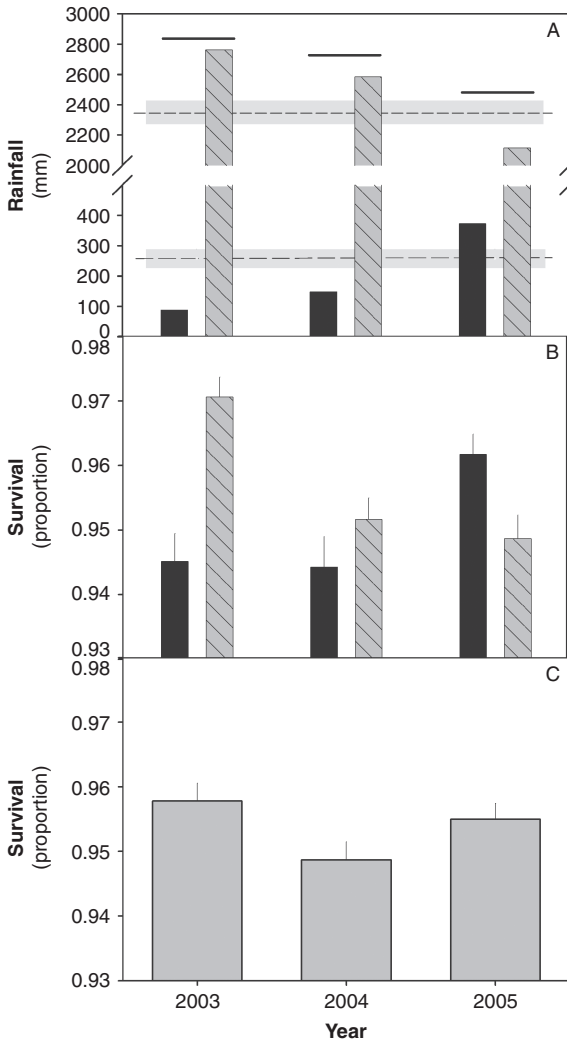 3000
A
2800
2600
2400
2200
2000
Rainfall
(mm)
400
300
200
100
0
0.98
B
0.97
0.96
0.95
0.94
0.93
Survival
(proportion)
0.98
C
0.97
0.96
0.95
0.94
0.93
Survival
(proportion)
2003
2004
2005
Year